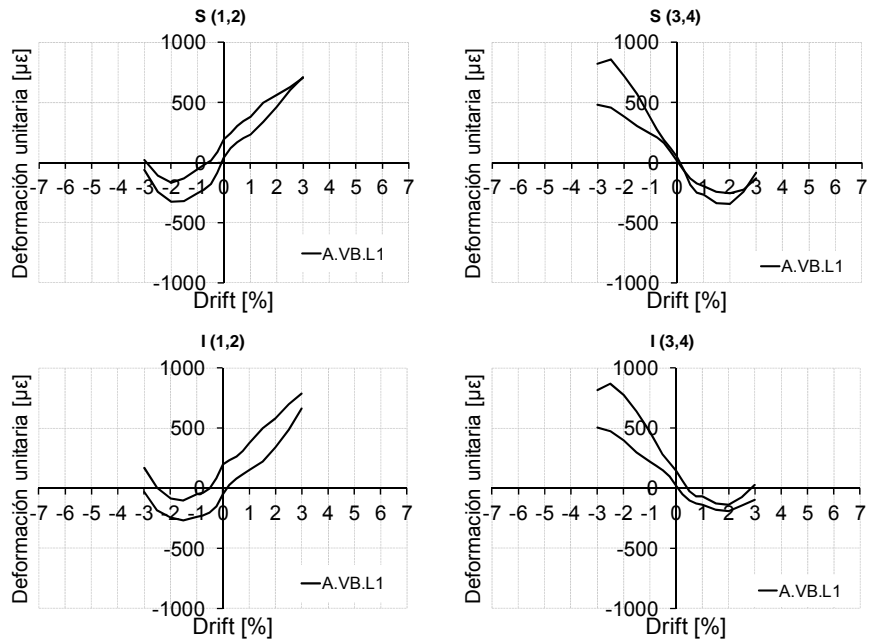 S (1,2)
1000
500
0
-500
-1000
-7 -6 -5 -4 -3 -2 -1 0 1 2 3 4 5 6 7
Deformación unitaria [µε]
Drift [%]
A.VB.L1
S (3,4)
1000
500
0
-500
-1000
-7 -6 -5 -4 -3 -2 -1 0 1 2 3 4 5 6 7
Deformación unitaria [µε]
Drift [%]
A.VB.L1
I (1,2)
1000
500
0
-500
-1000
-7 -6 -5 -4 -3 -2 -1 0 1 2 3 4 5 6 7
Deformación unitaria [µε]
Drift [%]
A.VB.L1
I (3,4)
1000
500
0
-500
-1000
-7 -6 -5 -4 -3 -2 -1 0 1 2 3 4 5 6 7
Deformación unitaria [µε]
Drift [%]
A.VB.L1